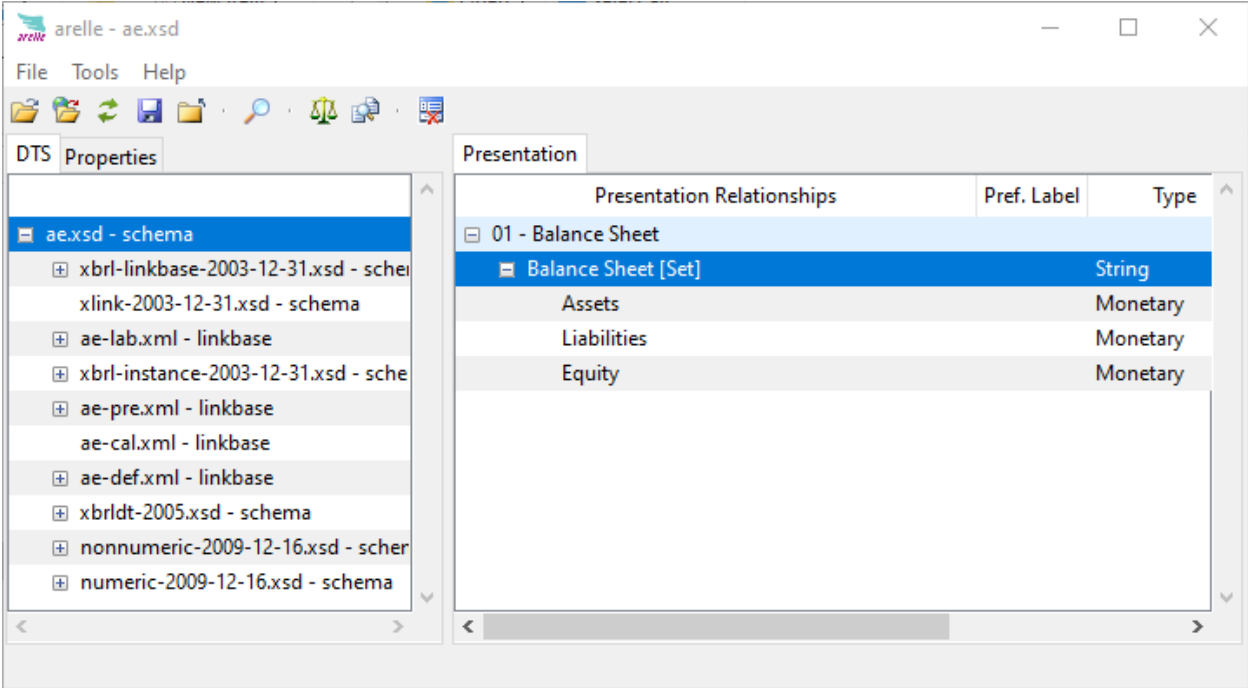 arelle arelle - ae.xsd
File Tools Help
DTS Properties
ae.xsd - schema
xbrl-linkbase-2003-12-31.xsd - scher
xlink-2003-12-31.xsd - schema
ae-lab.xml - linkbase
xbrl-instance-2003-12-31.xsd - sche
ae-pre.xml - linkbase
ae-cal.xml - linkbase
ae-def.xml - linkbase
xbrldt-2005.xsd - schema
nonnumeric-2009-12-16.xsd - scher
numeric-2009-12-16.xsd - schema
Presentation
Presentation Relationships Pref. Label Type
01 - Balance Sheet
Balance Sheet [Set] String
Assets Monetary
Liabilities Monetary
Equity Monetary